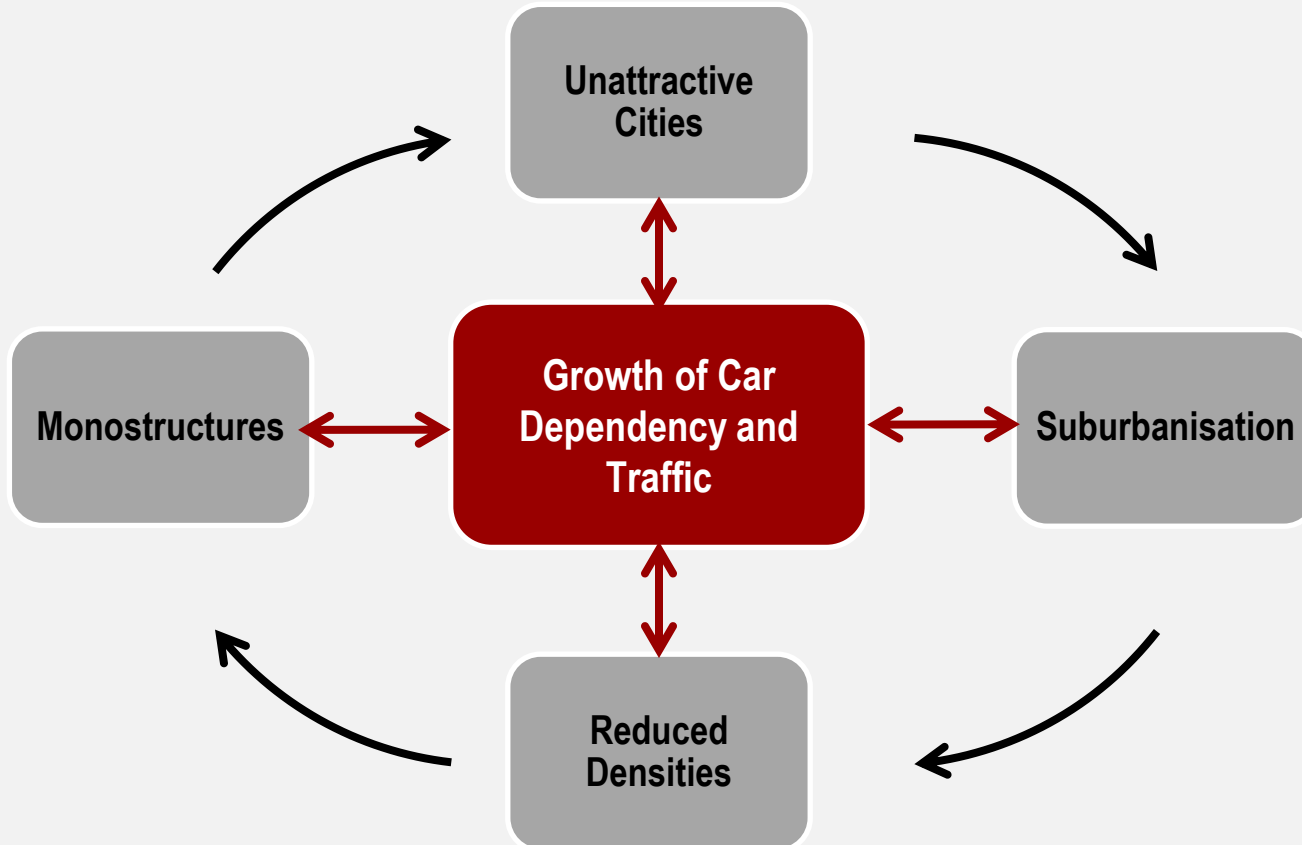 Unattractive
Cities
Monostructures
Growth of Car
Dependency and
Traffic
Suburbanisation
Reduced
Densities